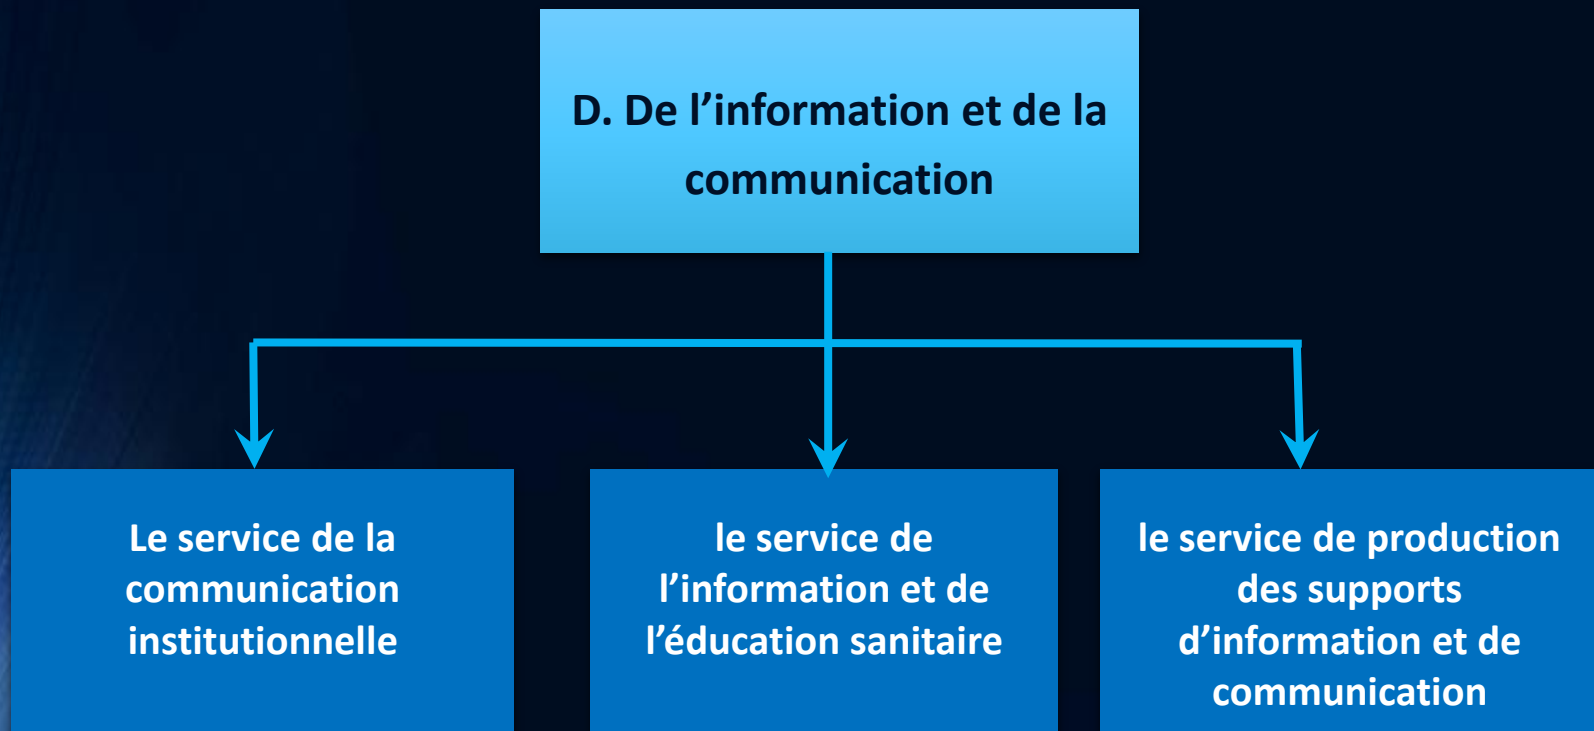 D. De l’information et de la
communication
Le service de la
communication
institutionnelle
le service de
l’information et de
l’éducation sanitaire
le service de production
des supports
d’information et de
communication